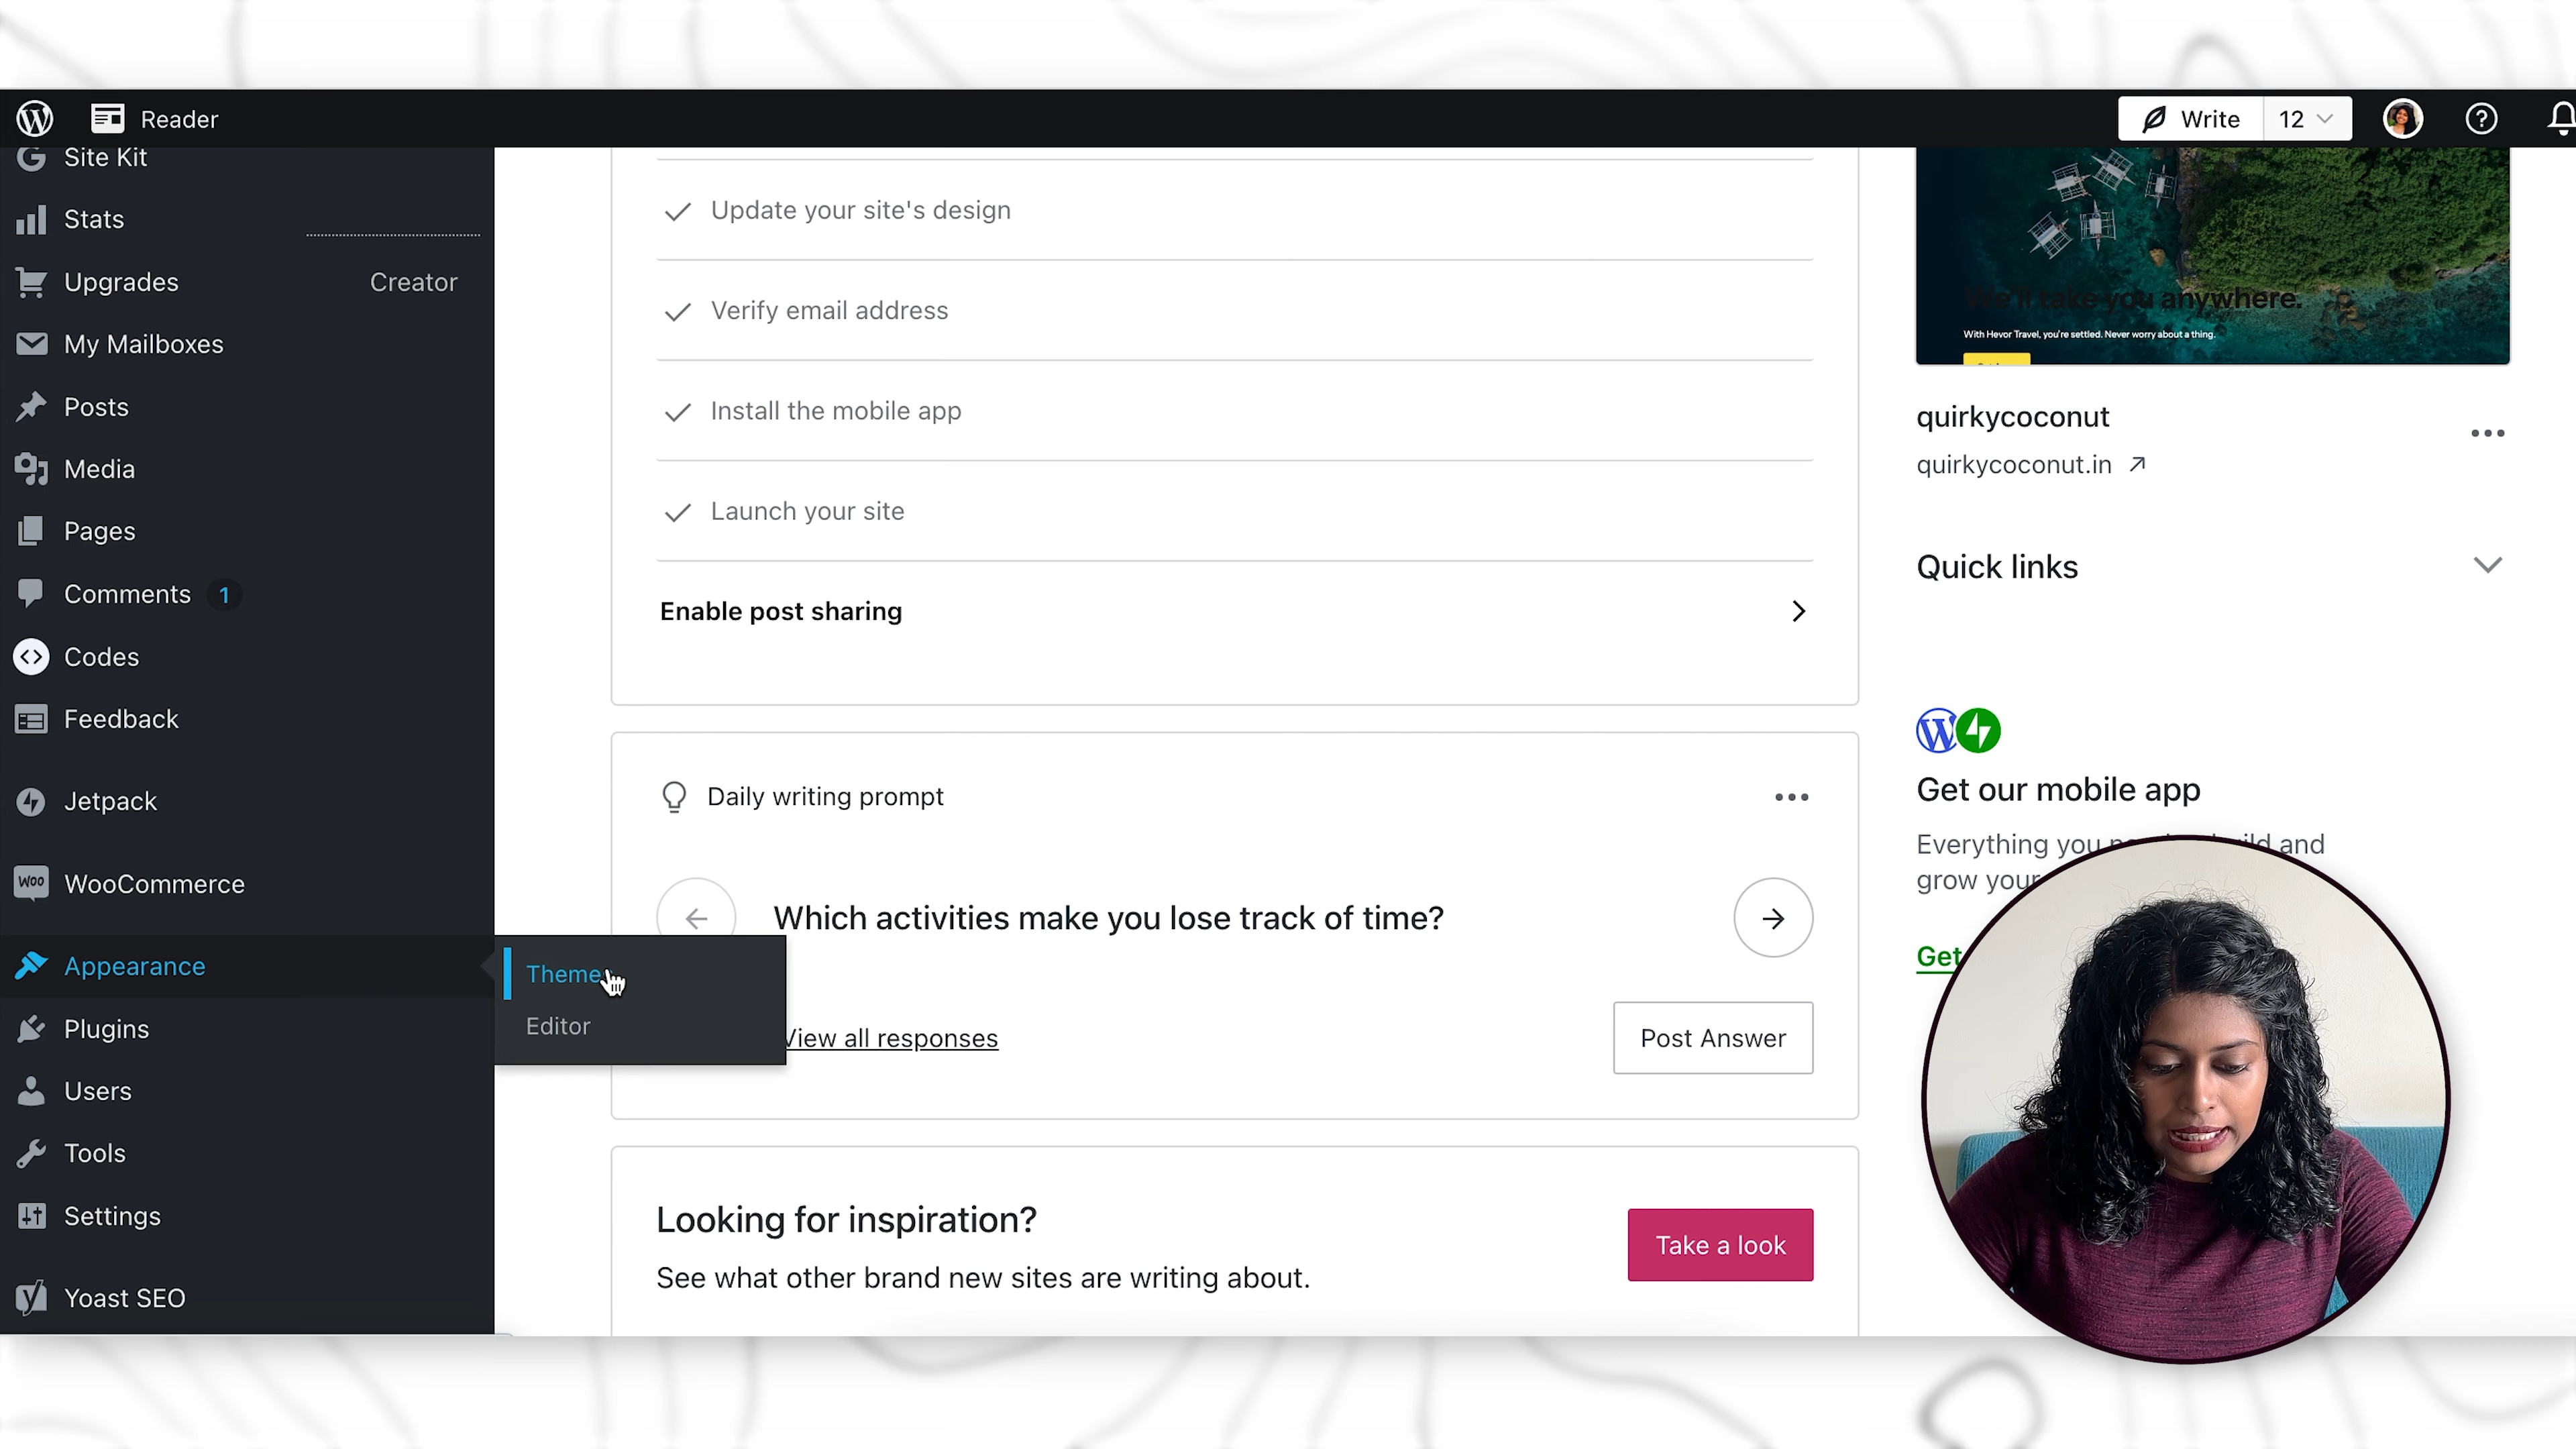 Reader
Write
12
Site Kit
Stats
Upgrades
Creator
My Mailboxes
Posts
Media
Pages
Comments
1
Codes
Feedback
Jetpack
Woo
WooCommerce
Appearance
Plugins
Users
Tools
Settings
Yoast SEO
Theme
Editor
Update your site's design
Verify email address
Install the mobile app
Launch your site
Enable post sharing
Daily writing prompt
Which activities make you lose track of time?
View all responses
Post Answer
Looking for inspiration?
See what other brand new sites are writing about.
Take a look
We'll take you anywhere.
With Hevor Travel, you're settled. Never worry about a thing.
quirkycoconut
quirkycoconut.in
Quick links
Get our mobile app
Everything you and
grow your
Get